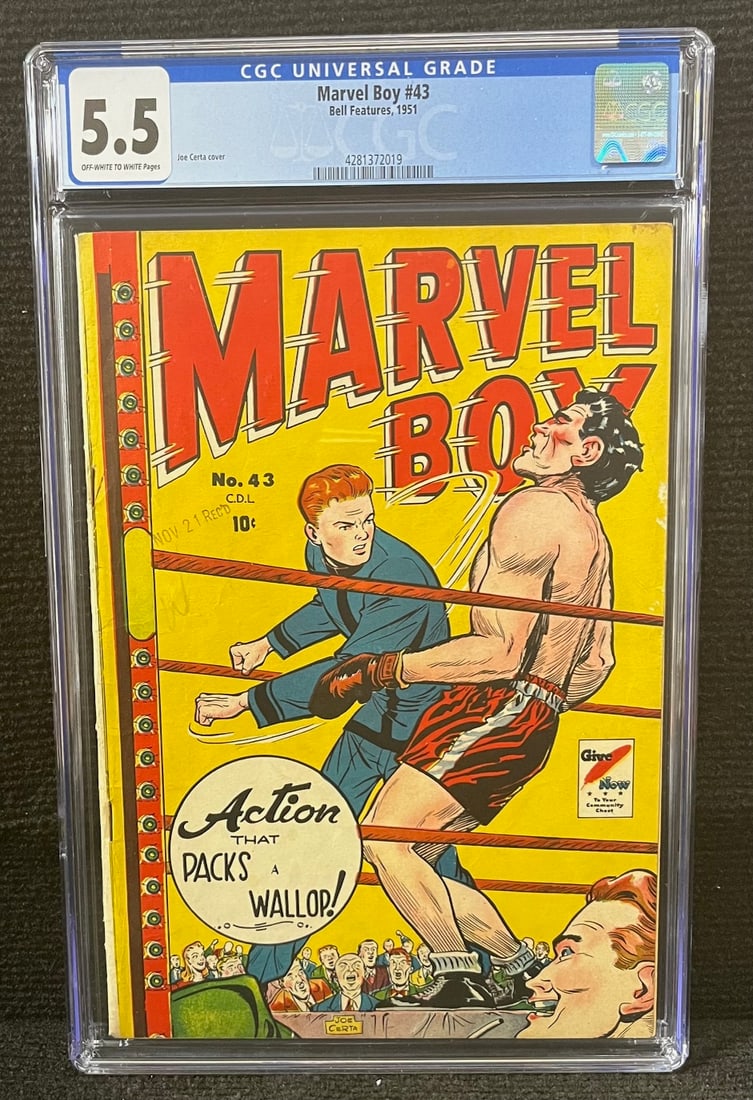 CGC UNIVERSAL GRADE
5.5
OFF-WHITE TO WHITE Pages
Marvel Boy #43
Bell Features, 1951
Joe Certa cover
CGC
4281372019
CGC
MARVEL
BOY
No. 43
C.D.L
10¢
NOV 21 REC'D
Give
Now
To Your
Community
Chest
Action
THAT
PACKS A
WALLOP!
JOE
CERTA